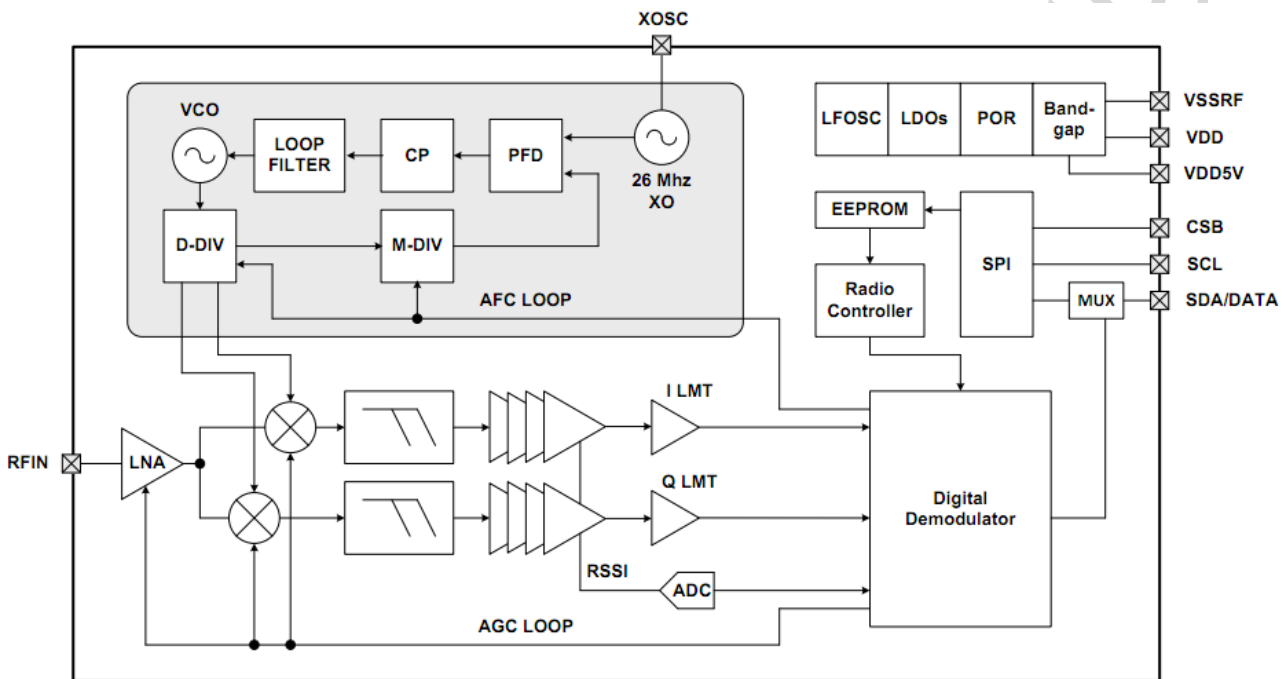 XOSC
VCO
LOOP
FILTER
CP
PFD
26 Mhz
XO
D-DIV
M-DIV
AFC LOOP
LFOSC
LDOs
POR
Band-
gap
VSSRF
VDD
VDD5V
EEPROM
SPI
CSB
SCL
SDA/DATA
MUX
Radio
Controller
RFIN
LNA
I LMT
Q LMT
RSSI
ADC
AGC LOOP
Digital
Demodulator